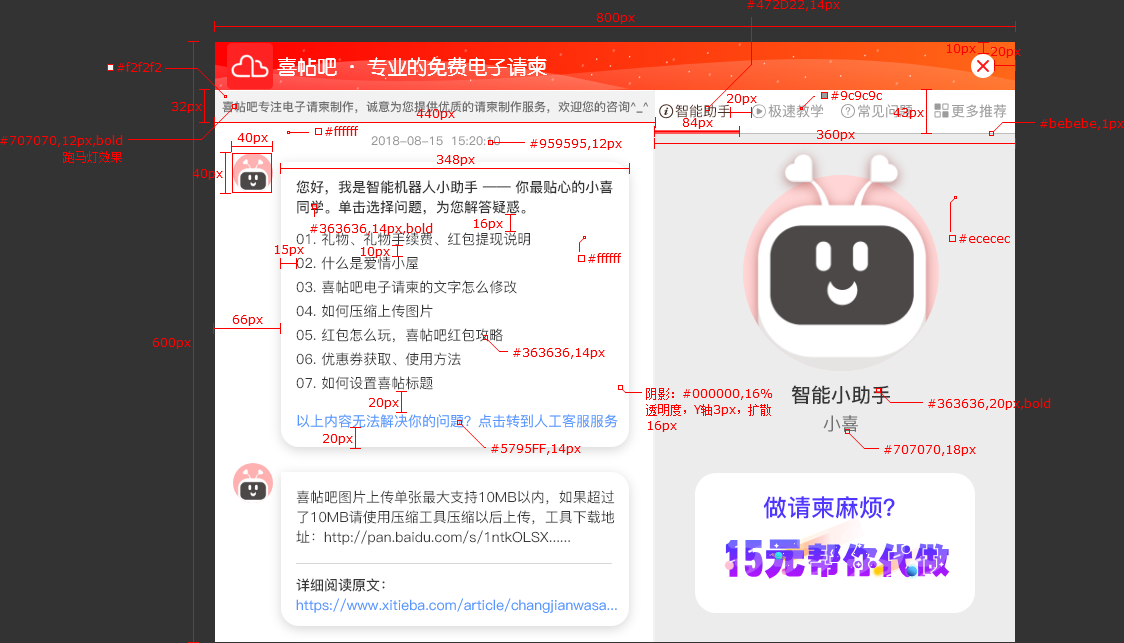 #472D22,14px
800px
10px
20px
喜帖吧 · 专业的免费电子请柬
#f2f2f2
32px
喜帖吧专注电子请柬制作，诚意为您提供优质的请柬制作服务，欢迎您的咨询^_^
440px
智能助手
20px
极速教学
#9c9c9c
常见问题
43px
更多推荐
84px
360px
#bebebe,1px
#707070,12px,bold
跑马灯效果
#ffffff
2018-08-15 15:20:10
#959595,12px
40px
40px
348px
您好，我是智能机器人小助手 —— 你最贴心的小喜
同学。单击选择问题，为您解答疑惑。
#363636,14px,bold
16px
01. 礼物、礼物手续费、红包提现说明
10px
15px
02. 什么是爱情小屋
#ffffff
#ececec
03. 喜帖吧电子请柬的文字怎么修改
04. 如何压缩上传图片
66px
05. 红包怎么玩，喜帖吧红包攻略
600px
#363636,14px
06. 优惠券获取、使用方法
07. 如何设置喜帖标题
20px
以上内容无法解决你的问题？点击转到人工客服服务
20px
#5795FF,14px
阴影：#000000,16%
透明度，Y轴3px，扩散
16px
智能小助手
#363636,20px,bold
小喜
#707070,18px
喜帖吧图片上传单张最大支持10MB以内，如果超过
了10MB请使用压缩工具压缩以后上传，工具下载地
址：http://pan.baidu.com/s/1ntkOLSX......
详细阅读原文：
https://www.xitieba.com/article/changjianwasa...
做请柬麻烦?
15元帮你代做